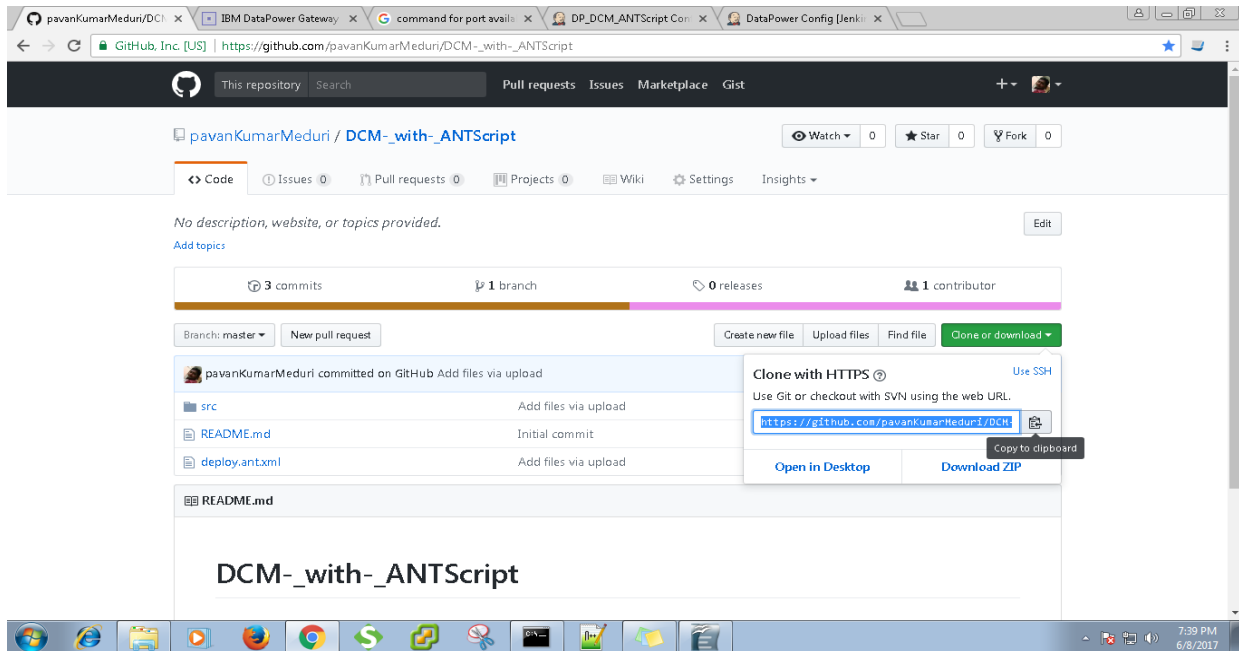 pavanKumarMeduri/DCM IBM DataPower Gateway command for port availa DP_DCM_ANTScript Con DataPower Config [Jenki
GitHub, Inc. [US] https://github.com/pavanKumarMeduri/DCM-_with-_ANTScript
This repository Search Pull requests Issues Marketplace Gist
pavanKumarMeduri / DCM-_with-_ANTScript Watch 0 Star 0 Fork 0
Code Issues 0 Pull requests 0 Projects 0 Wiki Settings Insights
No description, website, or topics provided. Edit
Add topics
3 commits 1 branch 0 releases 1 contributor
Branch: master New pull request Create new file Upload files Find file Clone or download
pavanKumarMeduri committed on GitHub Add files via upload
Clone with HTTPS Use SSH
Use Git or checkout with SVN using the web URL.
src Add files via upload
https://github.com/pavanKumarMeduri/DCM-
README.md Initial commit
Copy to clipboard
deploy.ant.xml Add files via upload
Open in Desktop Download ZIP
README.md
DCM-_with-_ANTScript
7:39 PM
6/8/2017